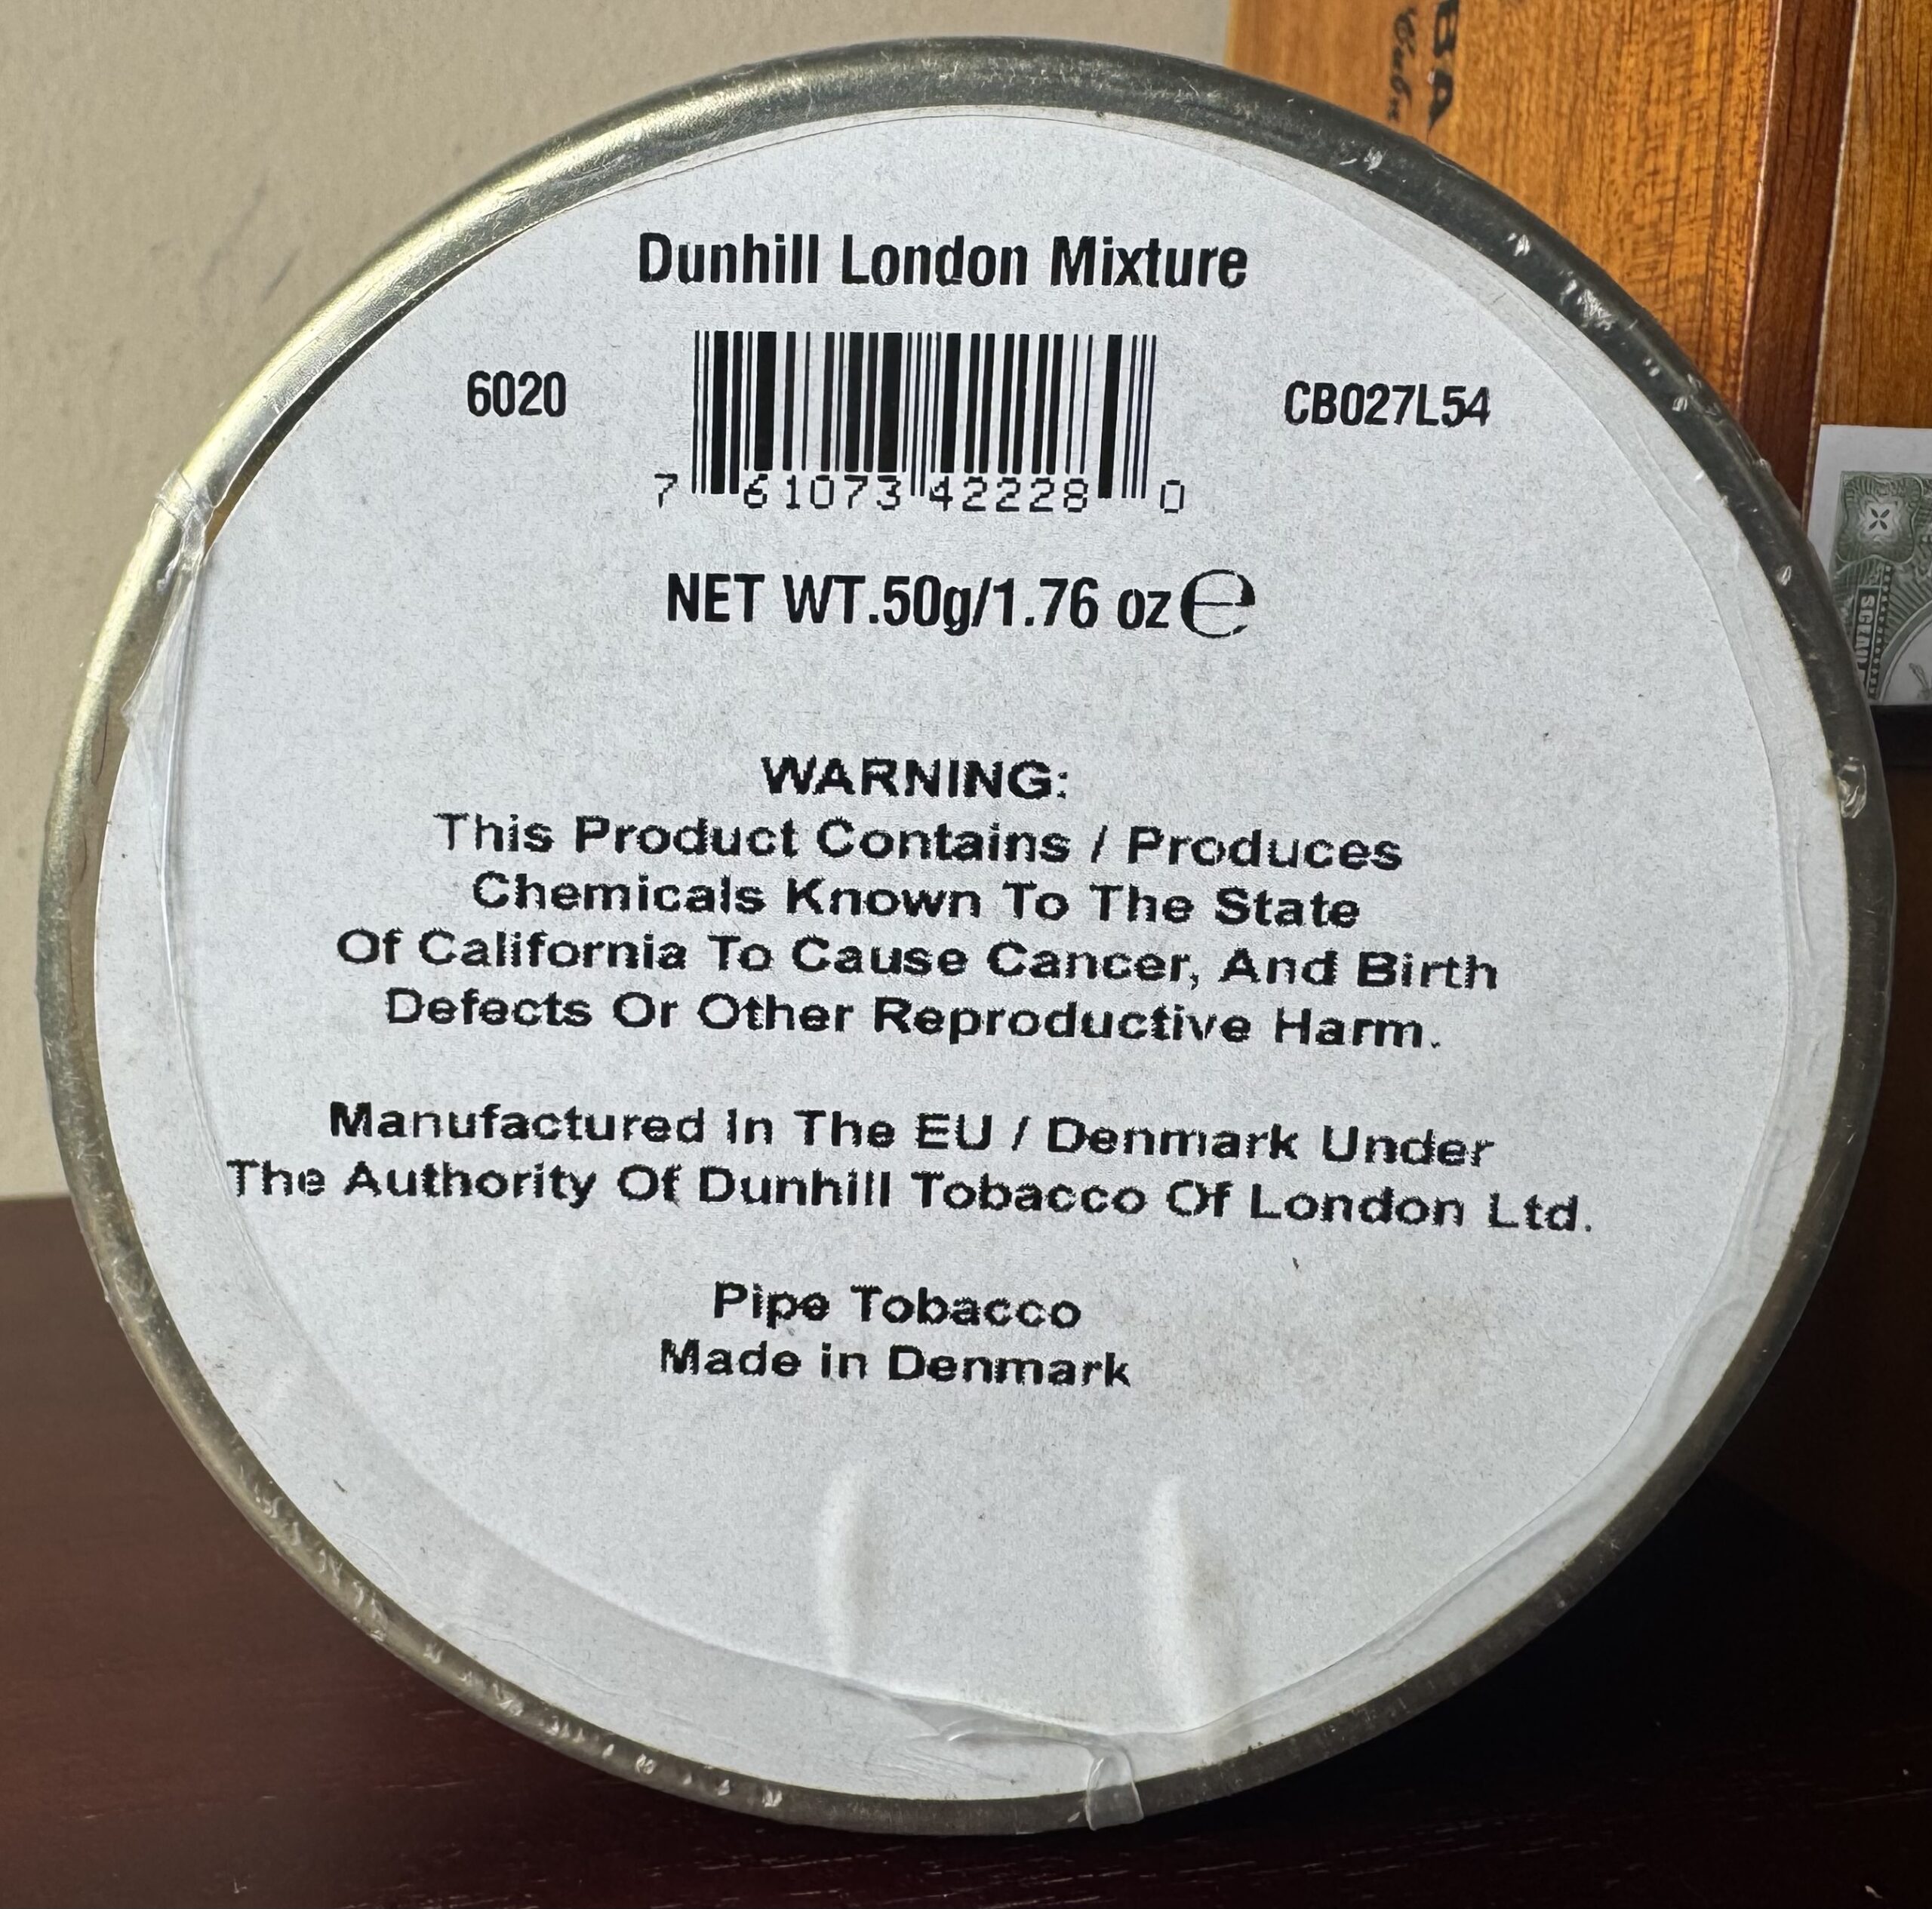 BA
Cuba
Dunhill London Mixture
6020
CB027L54
7 61073 42228 0
NET WT.50g/1.76 oz e
WARNING:
This Product Contains / Produces
Chemicals Known To The State
Of California To Cause Cancer, And Birth
Defects Or Other Reproductive Harm.
Manufactured In The EU / Denmark Under
The Authority Of Dunhill Tobacco Of London Ltd.
Pipe Tobacco
Made in Denmark